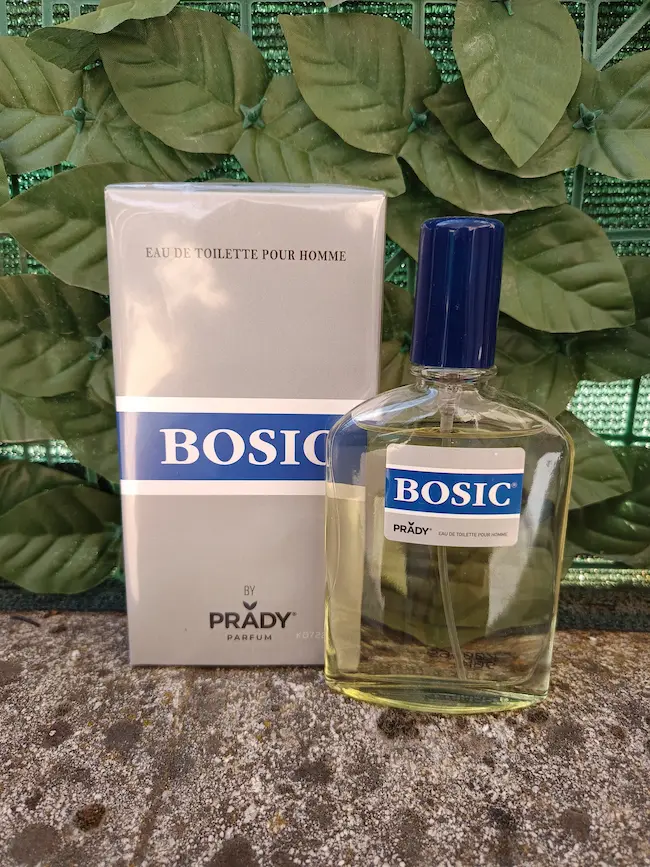 EAU DE TOILETTE POUR HOMME
BOSIC
BY
PRADY®
PARFUM
BOSIC®
PRADY® EAU DE TOILETTE POUR HOMME